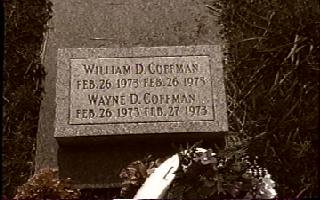 WILLIAM D. COFFMAN
FEB. 26 1973 FEB. 26 1973
WAYNE D. COFFMAN
FEB. 26 1973 FEB. 27 1973